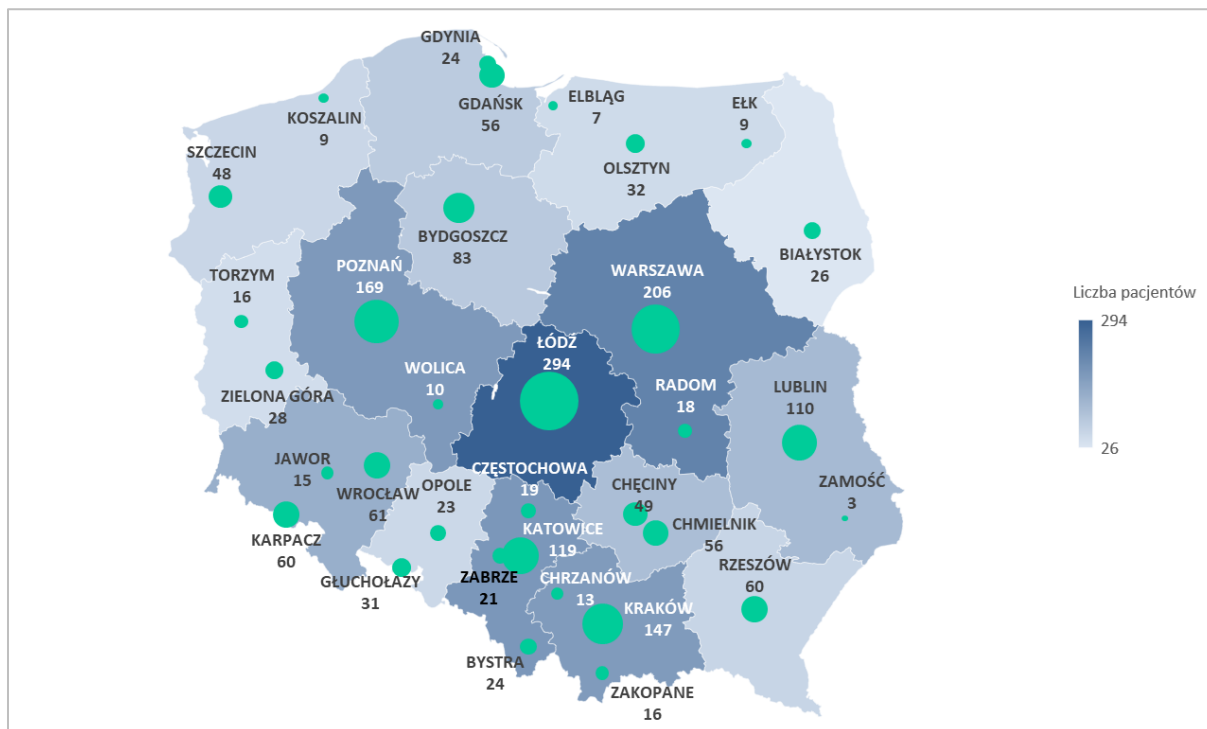 GDYNIA
24
GDAŃSK
56
ELBLĄG
7
EŁK
9
KOSZALIN
9
OLSZTYN
32
SZCZECIN
48
BYDGOSZCZ
83
BIAŁYSTOK
26
POZNAŃ
169
WARSZAWA
206
TORZYM
16
Liczba pacjentów
294
26
ŁÓDŹ
294
WOLICA
10
RADOM
18
LUBLIN
110
ZIELONA GÓRA
28
JAWOR
15
WROCŁAW
61
OPOLE
23
CZĘSTOCHOWA
19
CHĘCINY
49
ZAMOŚĆ
3
KARPACZ
60
KATOWICE
119
CHMIELNIK
56
GŁUCHOŁAZY
31
ZABRZE
21
CHRZANÓW
13
RZESZÓW
60
KRAKÓW
147
BYSTRA
24
ZAKOPANE
16